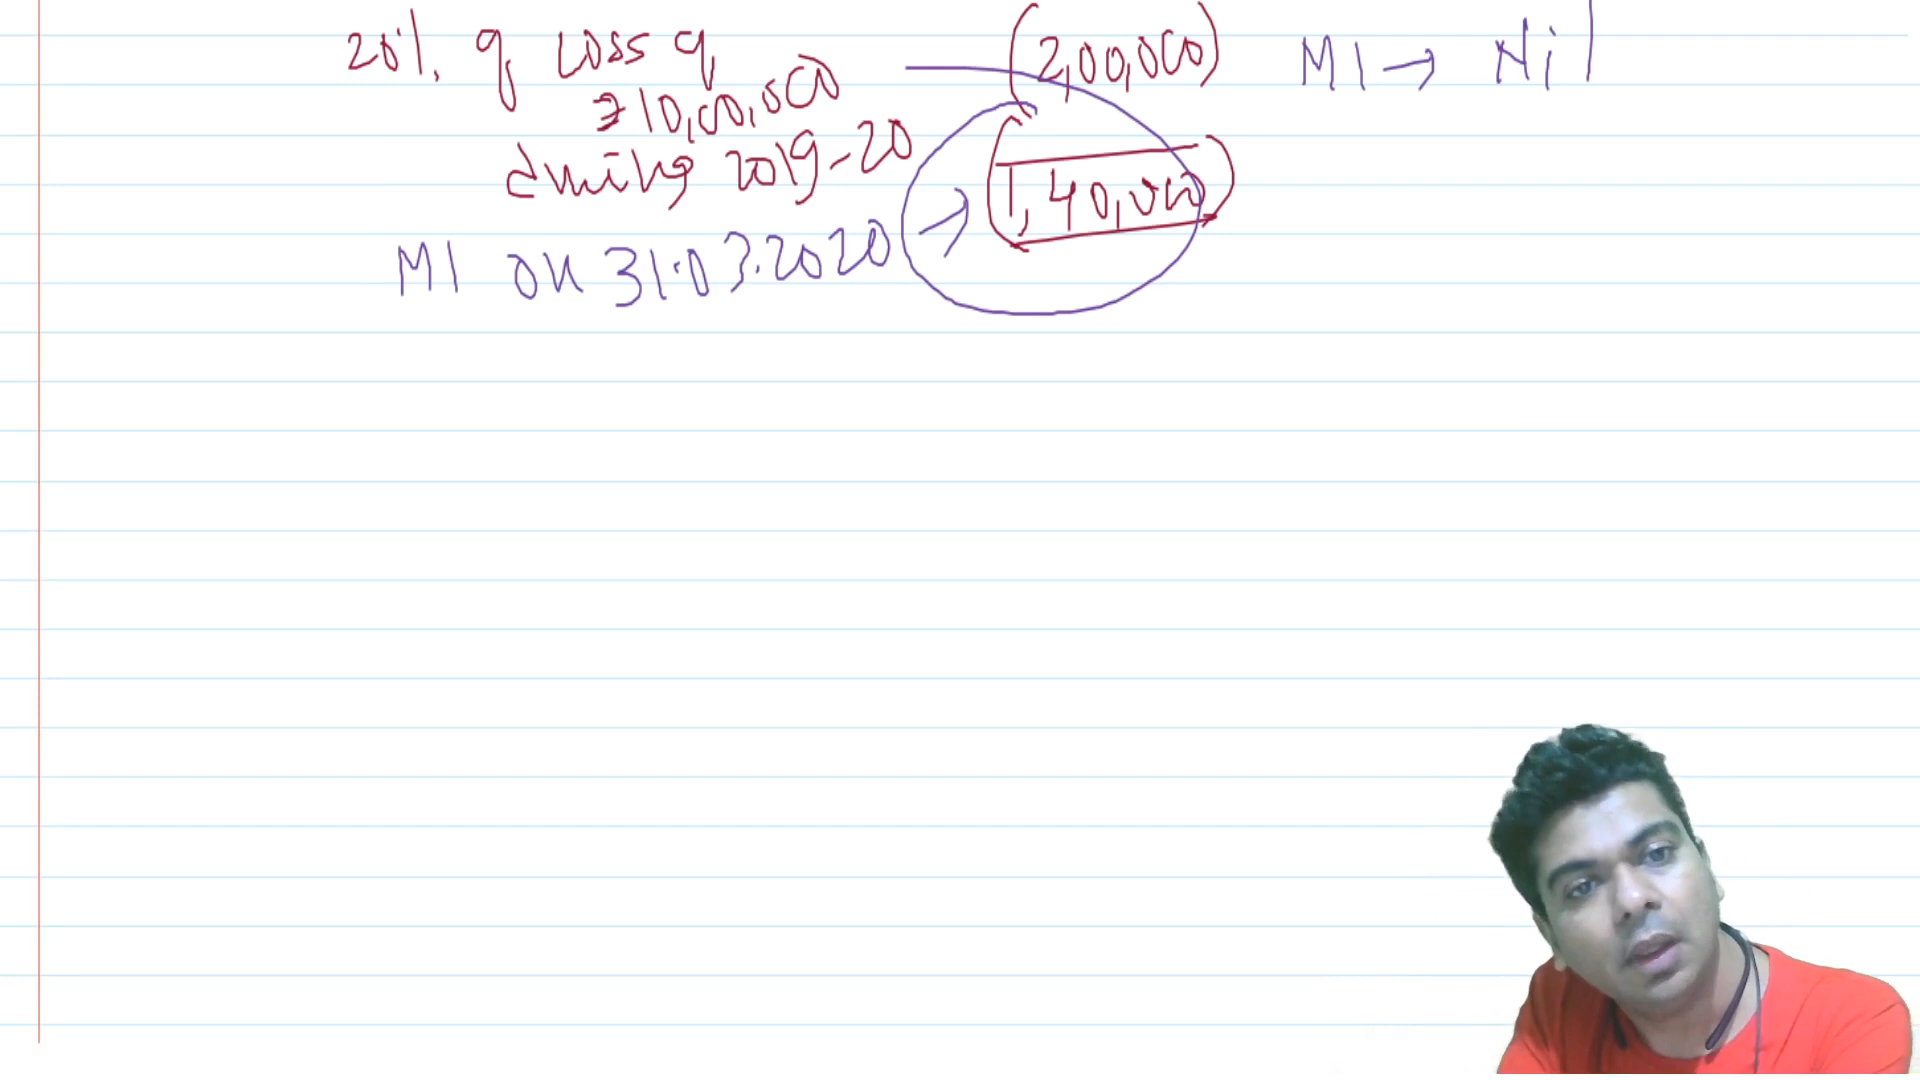 20% of loss of (2,00,000) MI → Nil
₹ 10,00,000
during 2019-20
MI on 31.03.2020 → (1,40,000)